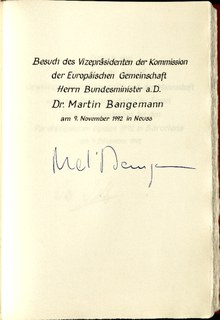 Besuch des Vizepräsidenten der Kommission
der Europäischen Gemeinschaft
Herrn Bundesminister a.D.
Dr. Martin Bangemann
am 9. November 1992 in Neuss